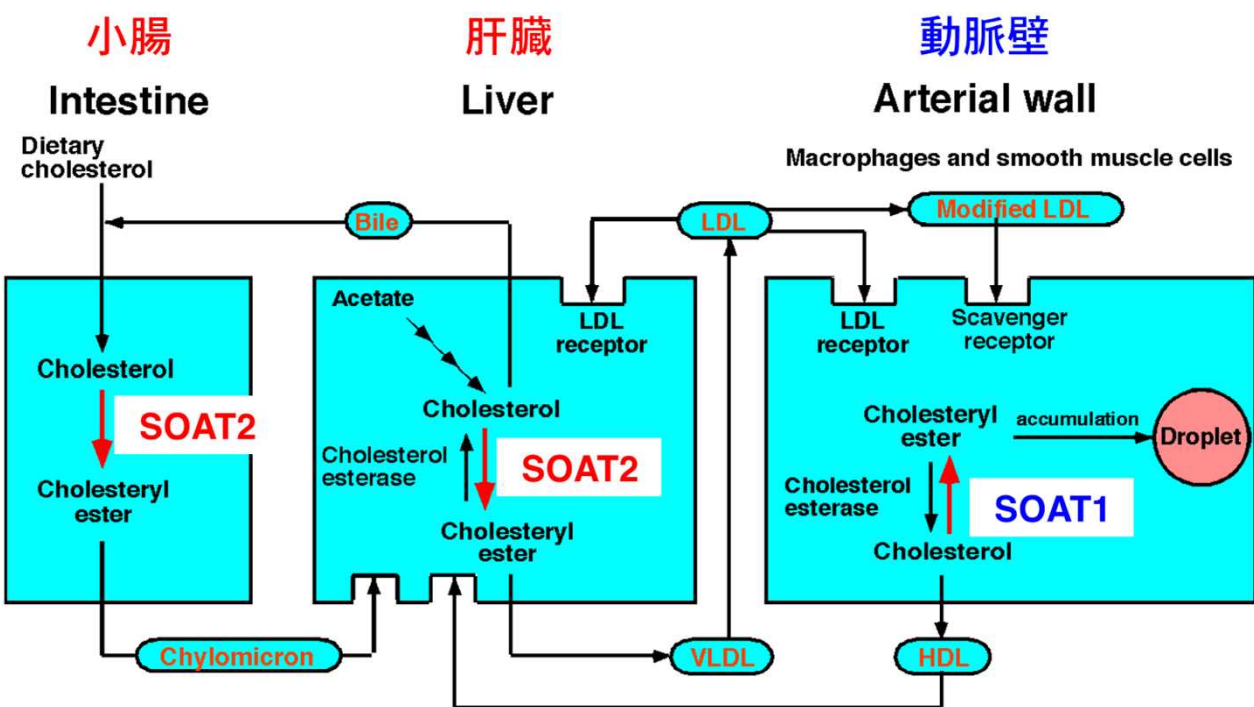 小腸
Intestine
Dietary
cholesterol
Cholesterol
SOAT2
Cholesteryl
ester
Chylomicron
肝臓
Liver
Bile
Acetate
LDL
receptor
Cholesterol
Cholesterol
esterase
SOAT2
Cholesteryl
ester
LDL
VLDL
動脈壁
Arterial wall
Macrophages and smooth muscle cells
Modified LDL
LDL
receptor
Scavenger
receptor
Cholesteryl
ester
accumulation
Droplet
Cholesterol
esterase
SOAT1
Cholesterol
HDL